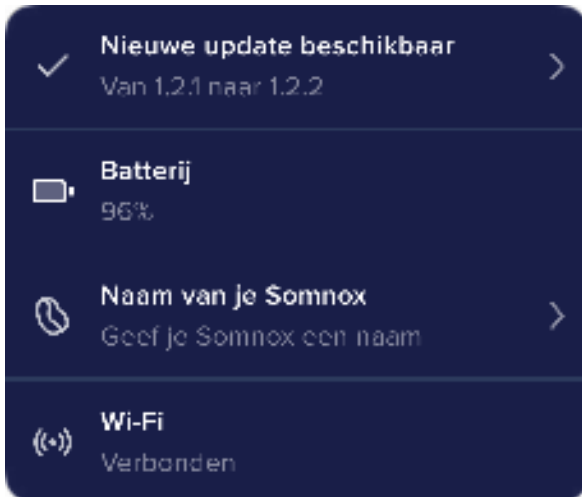 Nieuwe update beschikbaar
Van 1.2.1 naar 1.2.2
Batterij
96%
Naam van je Somnox
Geef je Somnox een naam
Wi-Fi
Verbonden